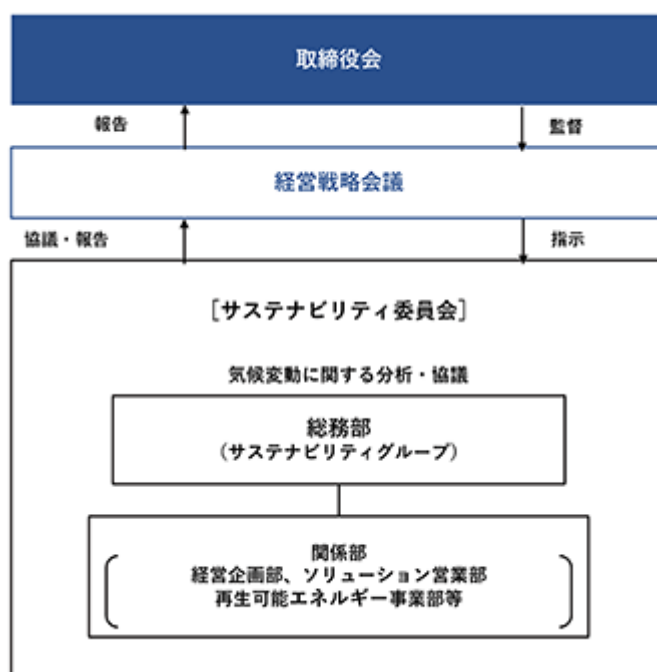 取締役会
報告
監督
経営戦略会議
協議・報告
指示
［サステナビリティ委員会］
気候変動に関する分析・協議
総務部
（サステナビリティグループ）
関係部
経営企画部、ソリューション営業部
再生可能エネルギー事業部等